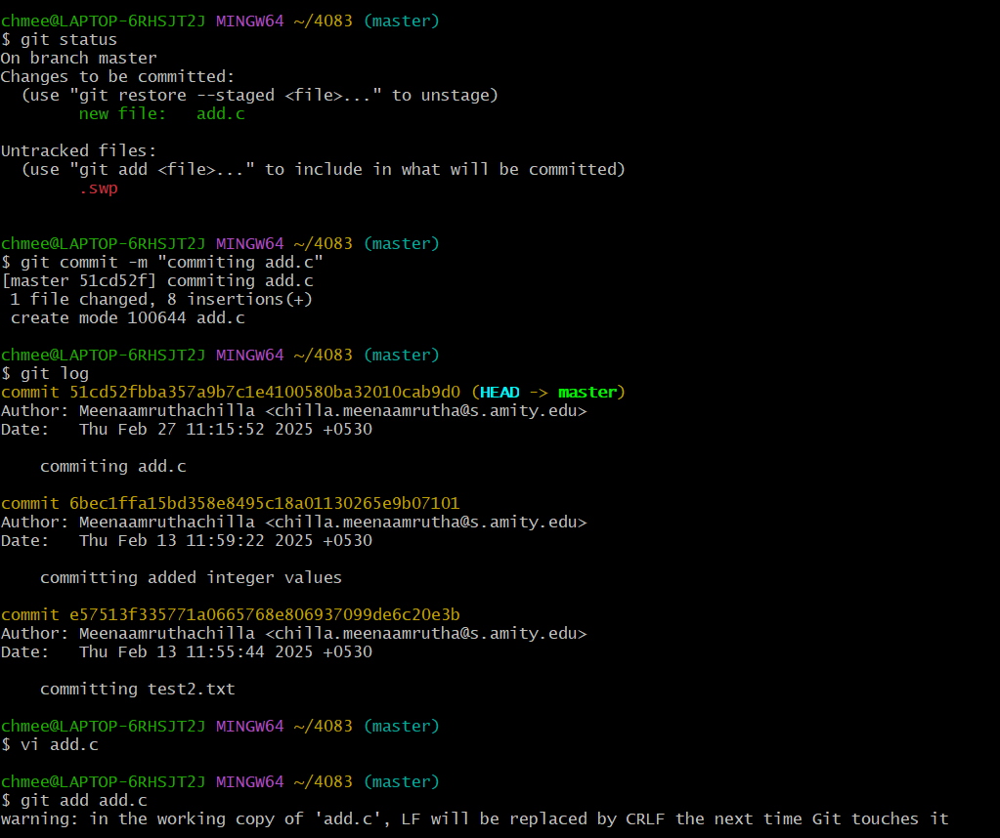 chmee@LAPTOP-6RHSJT2J MINGW64 ~/4083 (master)
$ git status
On branch master
Changes to be committed:
  (use "git restore --staged <file>..." to unstage)
        new file:   add.c

Untracked files:
  (use "git add <file>..." to include in what will be committed)
        .swp


chmee@LAPTOP-6RHSJT2J MINGW64 ~/4083 (master)
$ git commit -m "commiting add.c"
[master 51cd52f] commiting add.c
 1 file changed, 8 insertions(+)
 create mode 100644 add.c

chmee@LAPTOP-6RHSJT2J MINGW64 ~/4083 (master)
$ git log
commit 51cd52fbba357a9b7c1e4100580ba32010cab9d0 (HEAD -> master)
Author: Meenaamruthachilla <chilla.meenaamrutha@s.amity.edu>
Date:   Thu Feb 27 11:15:52 2025 +0530

    commiting add.c

commit 6bec1ffa15bd358e8495c18a01130265e9b07101
Author: Meenaamruthachilla <chilla.meenaamrutha@s.amity.edu>
Date:   Thu Feb 13 11:59:22 2025 +0530

    committing added integer values

commit e57513f335771a0665768e806937099de6c20e3b
Author: Meenaamruthachilla <chilla.meenaamrutha@s.amity.edu>
Date:   Thu Feb 13 11:55:44 2025 +0530

    committing test2.txt

chmee@LAPTOP-6RHSJT2J MINGW64 ~/4083 (master)
$ vi add.c

chmee@LAPTOP-6RHSJT2J MINGW64 ~/4083 (master)
$ git add add.c
warning: in the working copy of 'add.c', LF will be replaced by CRLF the next time Git touches it